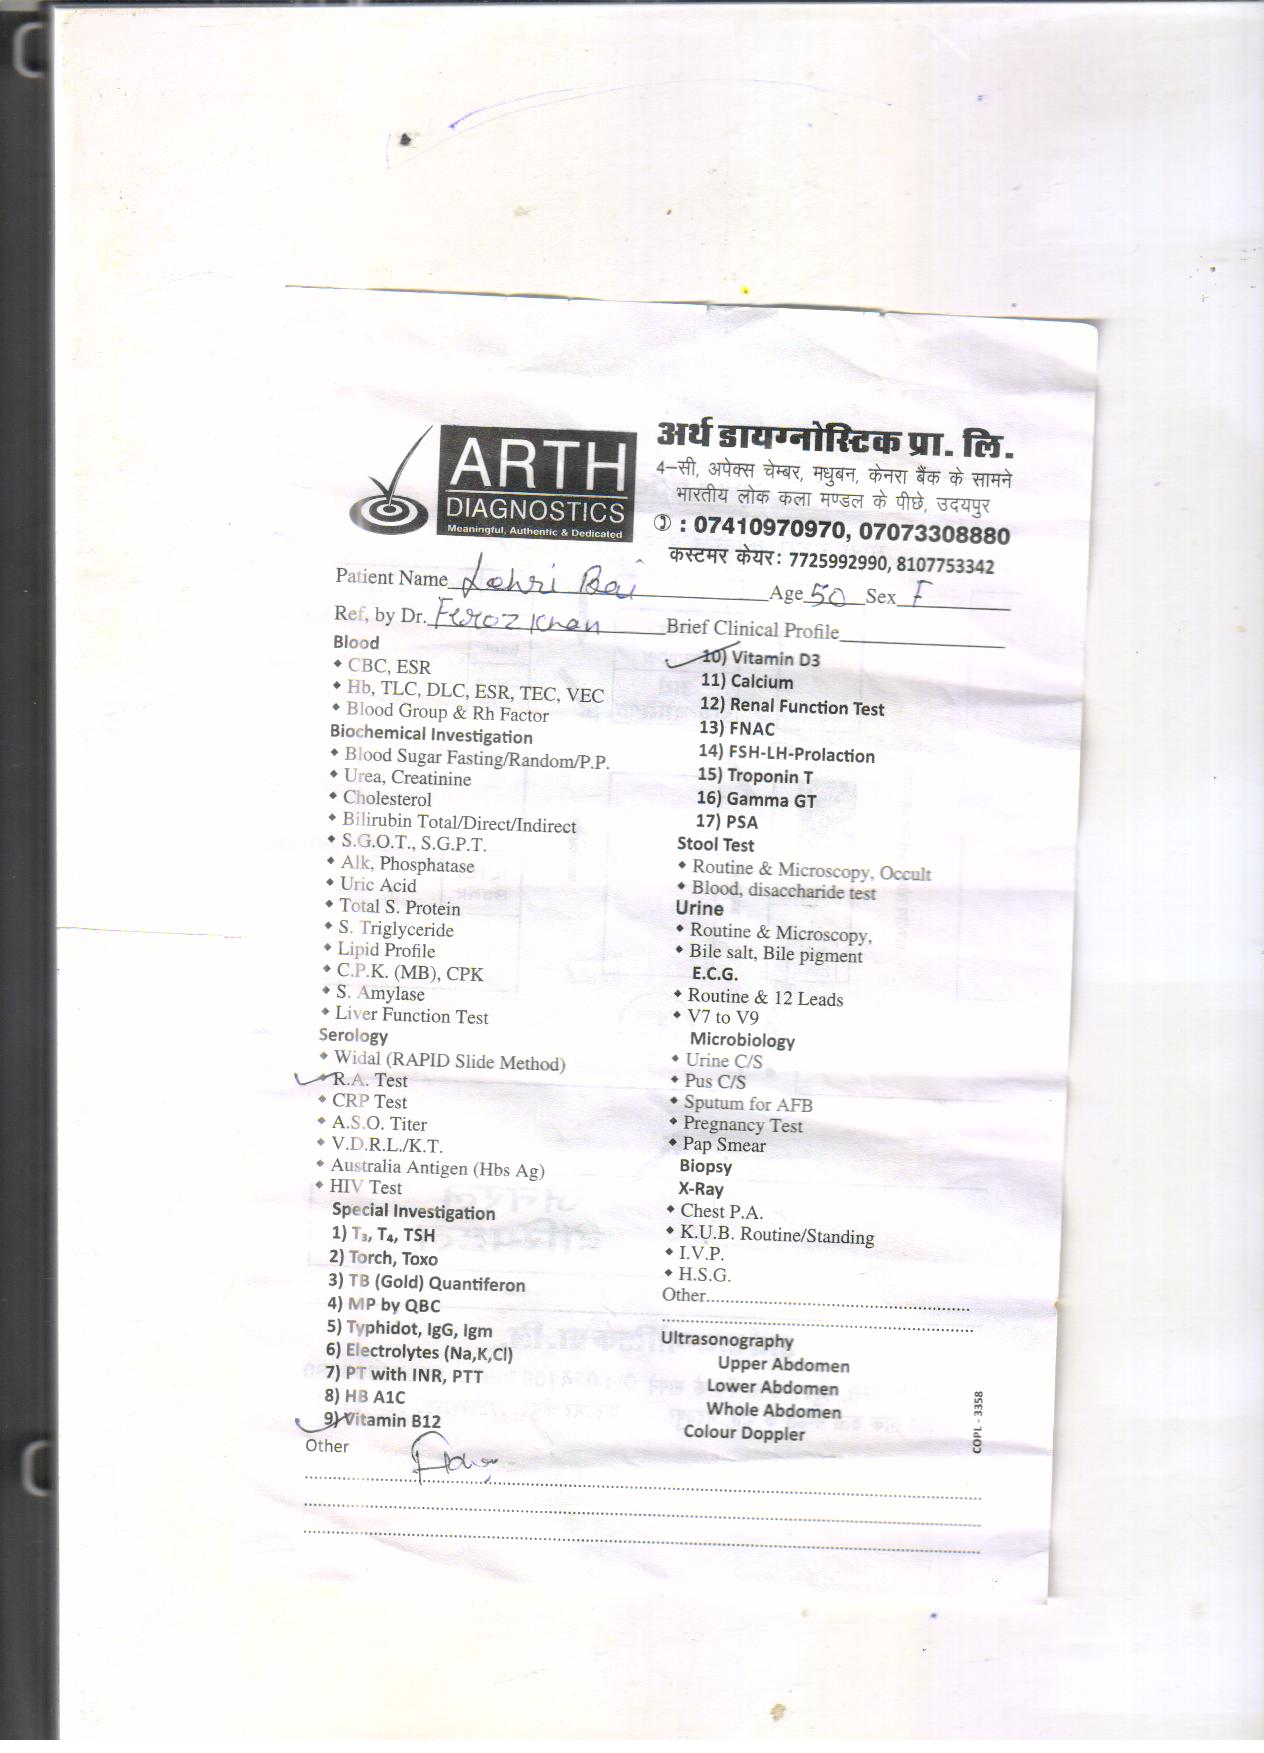 ARTH
DIAGNOSTICS
Meaningful, Authentic & Dedicated
अर्थ डायग्नोस्टिक प्रा. लि.
4-सी, अपेक्स चेम्बर, मधुबन, केनरा बैंक के सामने
भारतीय लोक कला मण्डल के पीछे, उदयपुर
: 07410970970, 07073308880
कस्टमर केयर: 7725992990, 8107753342
Patient Name Lehri Bai Age 50 Sex F
Ref, by Dr. Feroz Khan Brief Clinical Profile
Blood
CBC, ESR
Hb, TLC, DLC, ESR, TEC, VEC
Blood Group & Rh Factor
Biochemical Investigation
Blood Sugar Fasting/Random/P.P.
Urea, Creatinine
Cholesterol
Bilirubin Total/Direct/Indirect
S.G.O.T., S.G.P.T.
Alk, Phosphatase
Uric Acid
Total S. Protein
S. Triglyceride
Lipid Profile
C.P.K. (MB), CPK
S. Amylase
Liver Function Test
Serology
Widal (RAPID Slide Method)
R.A. Test
CRP Test
A.S.O. Titer
V.D.R.L./K.T.
Australia Antigen (Hbs Ag)
HIV Test
Special Investigation
1) T₃, T₄, TSH
2) Torch, Toxo
3) TB (Gold) Quantiferon
4) MP by QBC
5) Typhidot, IgG, Igm
6) Electrolytes (Na,K,Cl)
7) PT with INR, PTT
8) HB A1C
9) Vitamin B12
Other
10) Vitamin D3
11) Calcium
12) Renal Function Test
13) FNAC
14) FSH-LH-Prolaction
15) Troponin T
16) Gamma GT
17) PSA
Stool Test
Routine & Microscopy, Occult
Blood, disaccharide test
Urine
Routine & Microscopy,
Bile salt, Bile pigment
E.C.G.
Routine & 12 Leads
V7 to V9
Microbiology
Urine C/S
Pus C/S
Sputum for AFB
Pregnancy Test
Pap Smear
Biopsy
X-Ray
Chest P.A.
K.U.B. Routine/Standing
I.V.P.
H.S.G.
Other
Ultrasonography
Upper Abdomen
Lower Abdomen
Whole Abdomen
Colour Doppler
COPL - 3358